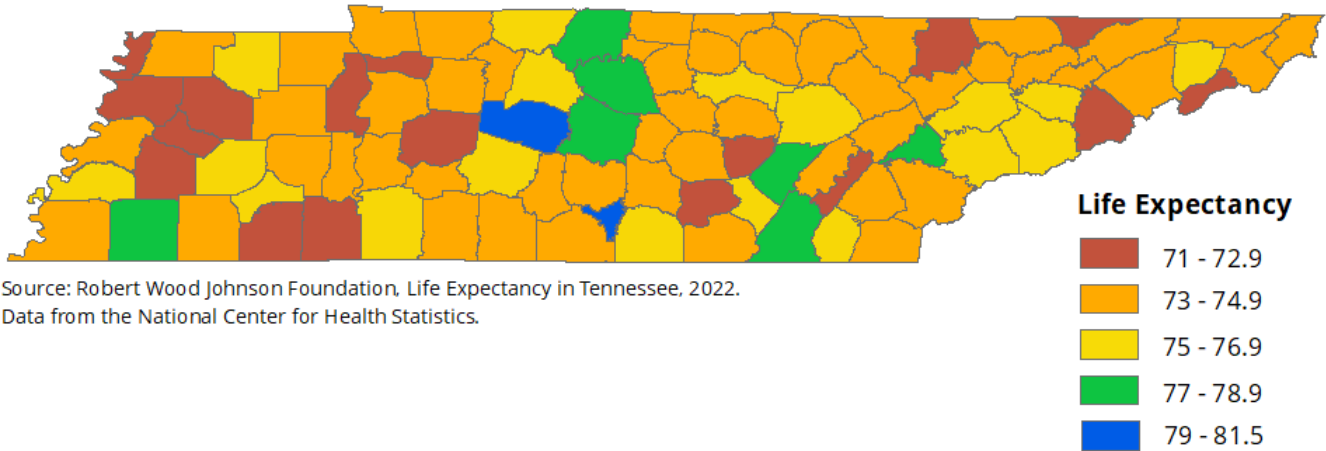 Life Expectancy
71 - 72.9
73 - 74.9
75 - 76.9
77 - 78.9
79 - 81.5
Source: Robert Wood Johnson Foundation, Life Expectancy in Tennessee, 2022.
Data from the National Center for Health Statistics.